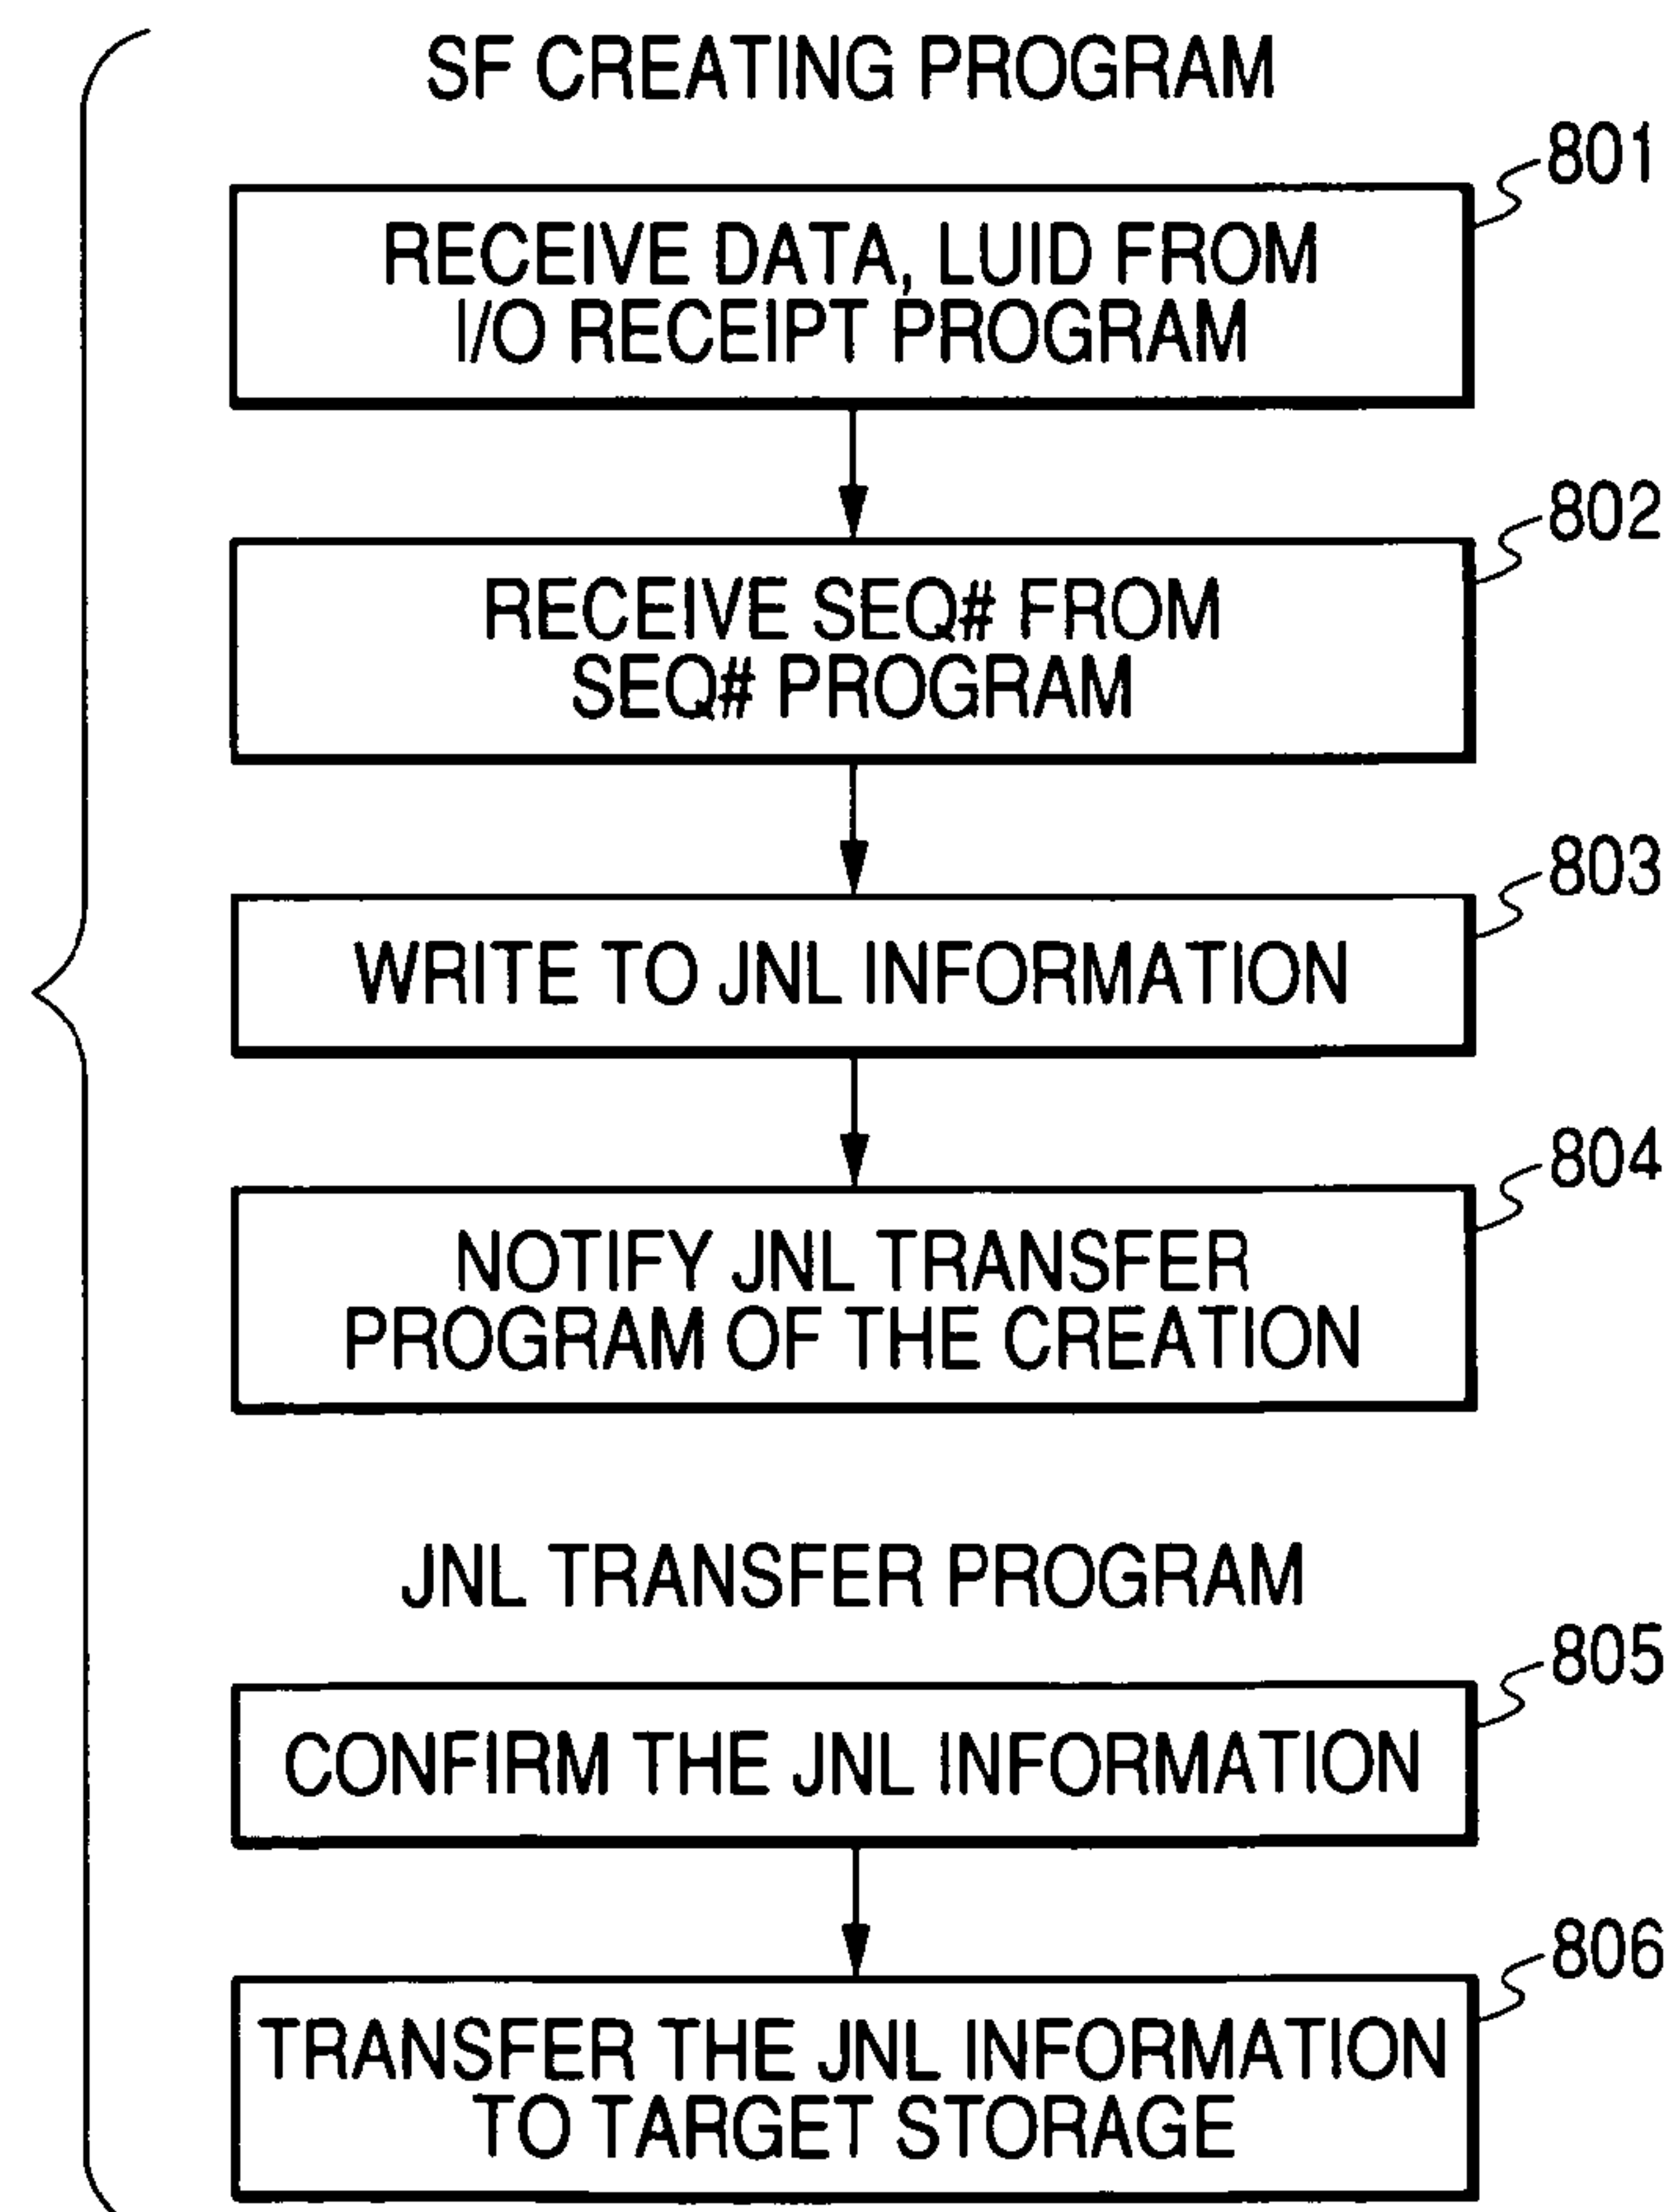 SF CREATING PROGRAM
801
RECEIVE DATA, LUID FROM
I/O RECEIPT PROGRAM
802
RECEIVE SEQ# FROM
SEQ# PROGRAM
803
WRITE TO JNL INFORMATION
804
NOTIFY JNL TRANSFER
PROGRAM OF THE CREATION
JNL TRANSFER PROGRAM
805
CONFIRM THE JNL INFORMATION
806
TRANSFER THE JNL INFORMATION
TO TARGET STORAGE